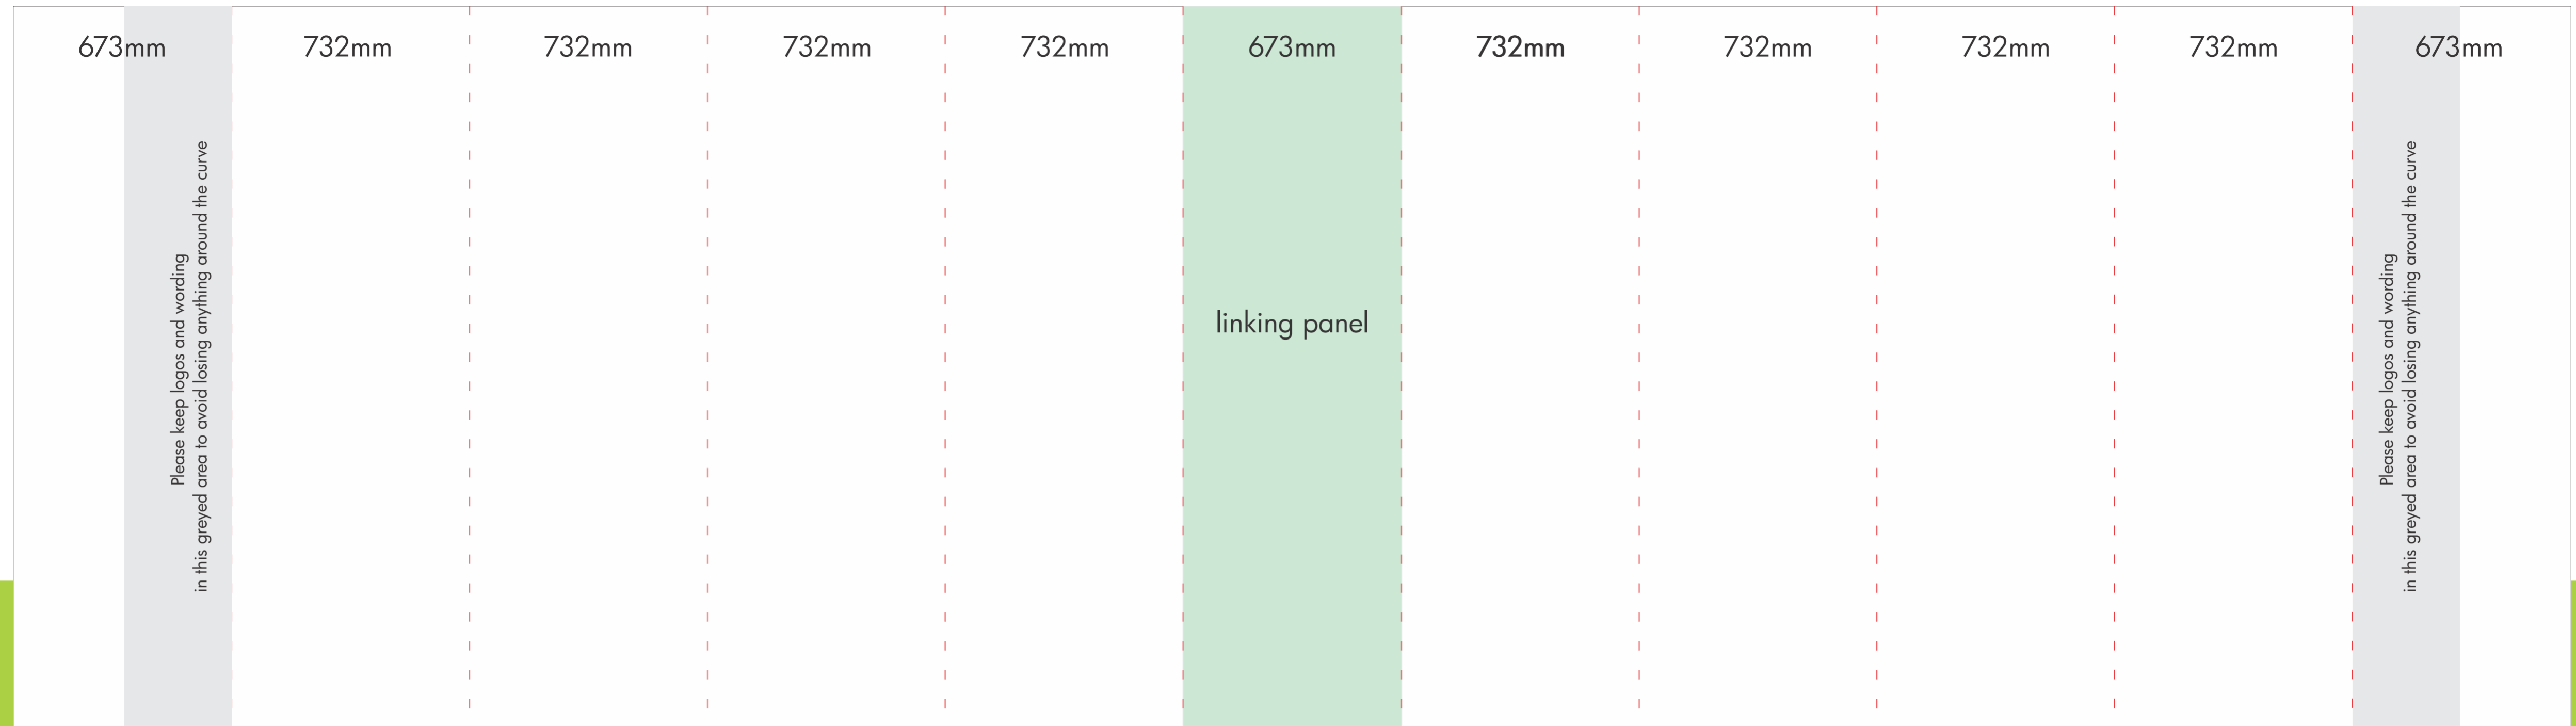 673mm
732mm
732mm
732mm
732mm
673mm
732mm
732mm
732mm
732mm
673mm
Please keep logos and wording
in this greyed area to avoid losing anything around the curve
linking panel
Please keep logos and wording
in this greyed area to avoid losing anything around the curve